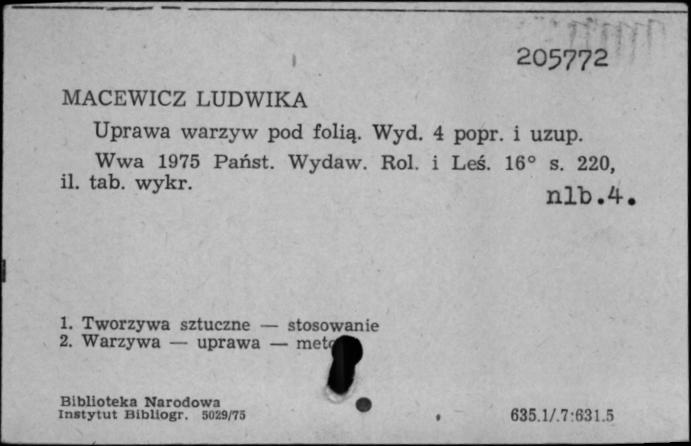 205772
MACEWICZ LUDWIKA
Uprawa warzyw pod folią. Wyd. 4 popr. i uzup.
Wwa 1975 Państ. Wydaw. Rol. i Leś. 16° s. 220,
il. tab. wykr.
nlb.4.
1. Tworzywa sztuczne — stosowanie
2. Warzywa — uprawa —
Biblioteka Narodowa
Instytut Bibliogr. 5029/75
635.1/.7:631.5